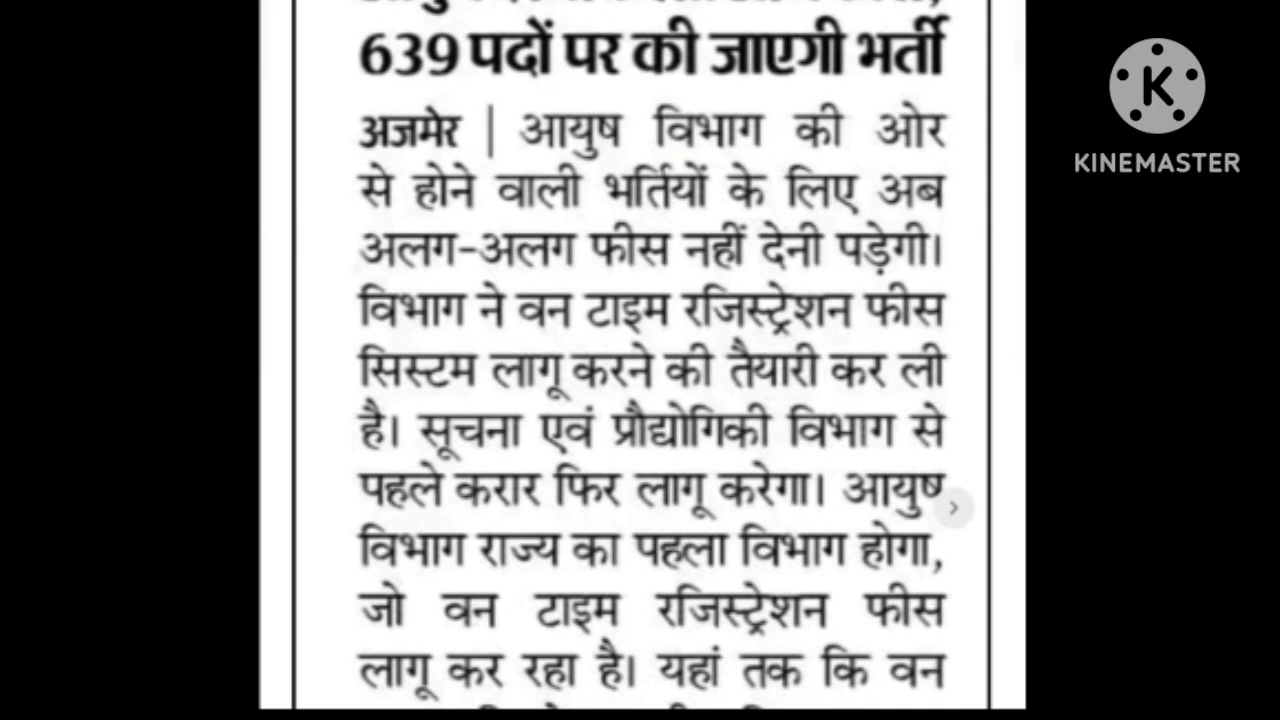 639 पदों पर की जाएगी भर्ती
अजमेर | आयुष विभाग की ओर
से होने वाली भर्तियों के लिए अब
अलग-अलग फीस नहीं देनी पड़ेगी।
विभाग ने वन टाइम रजिस्ट्रेशन फीस
सिस्टम लागू करने की तैयारी कर ली
है। सूचना एवं प्रौद्योगिकी विभाग से
पहले करार फिर लागू करेगा। आयुष
विभाग राज्य का पहला विभाग होगा,
जो वन टाइम रजिस्ट्रेशन फीस
लागू कर रहा है। यहां तक कि वन
KINEMASTER